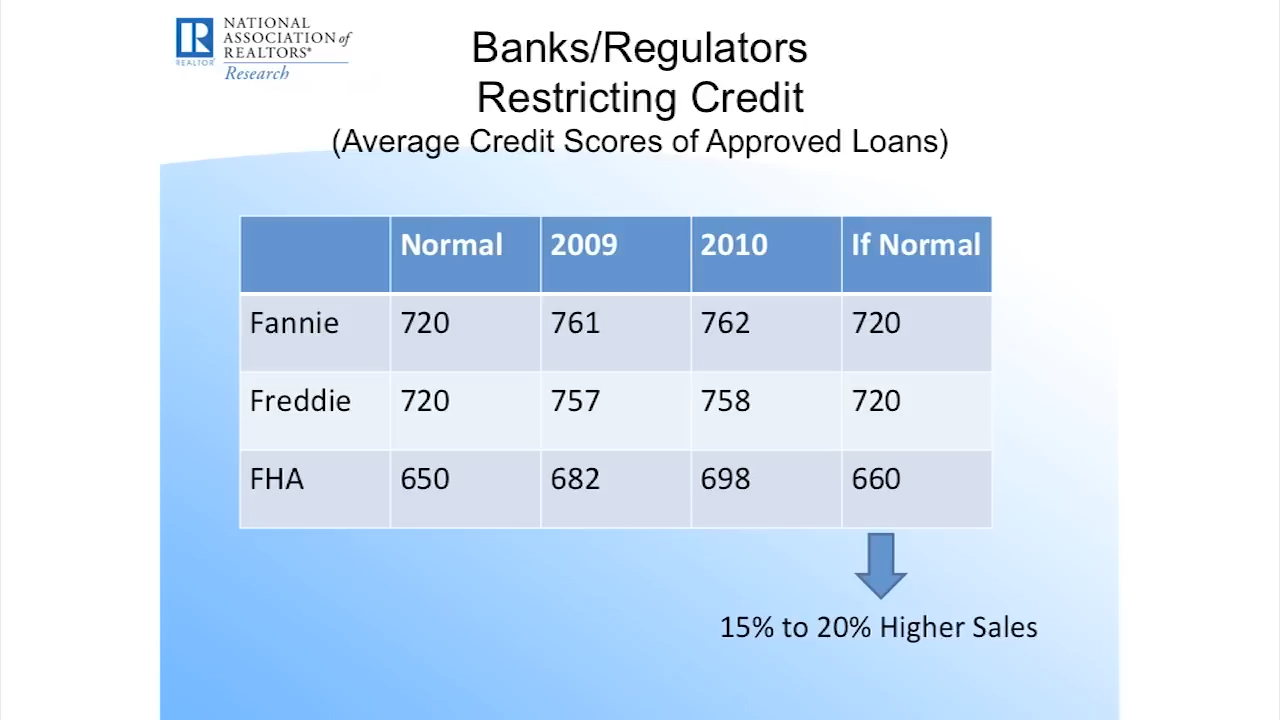 NATIONAL
ASSOCIATION of
REALTORS®
REALTOR®
Research
Banks/Regulators
Restricting Credit
(Average Credit Scores of Approved Loans)
Normal 2009 2010 If Normal
Fannie 720 761 762 720
Freddie 720 757 758 720
FHA 650 682 698 660
15% to 20% Higher Sales